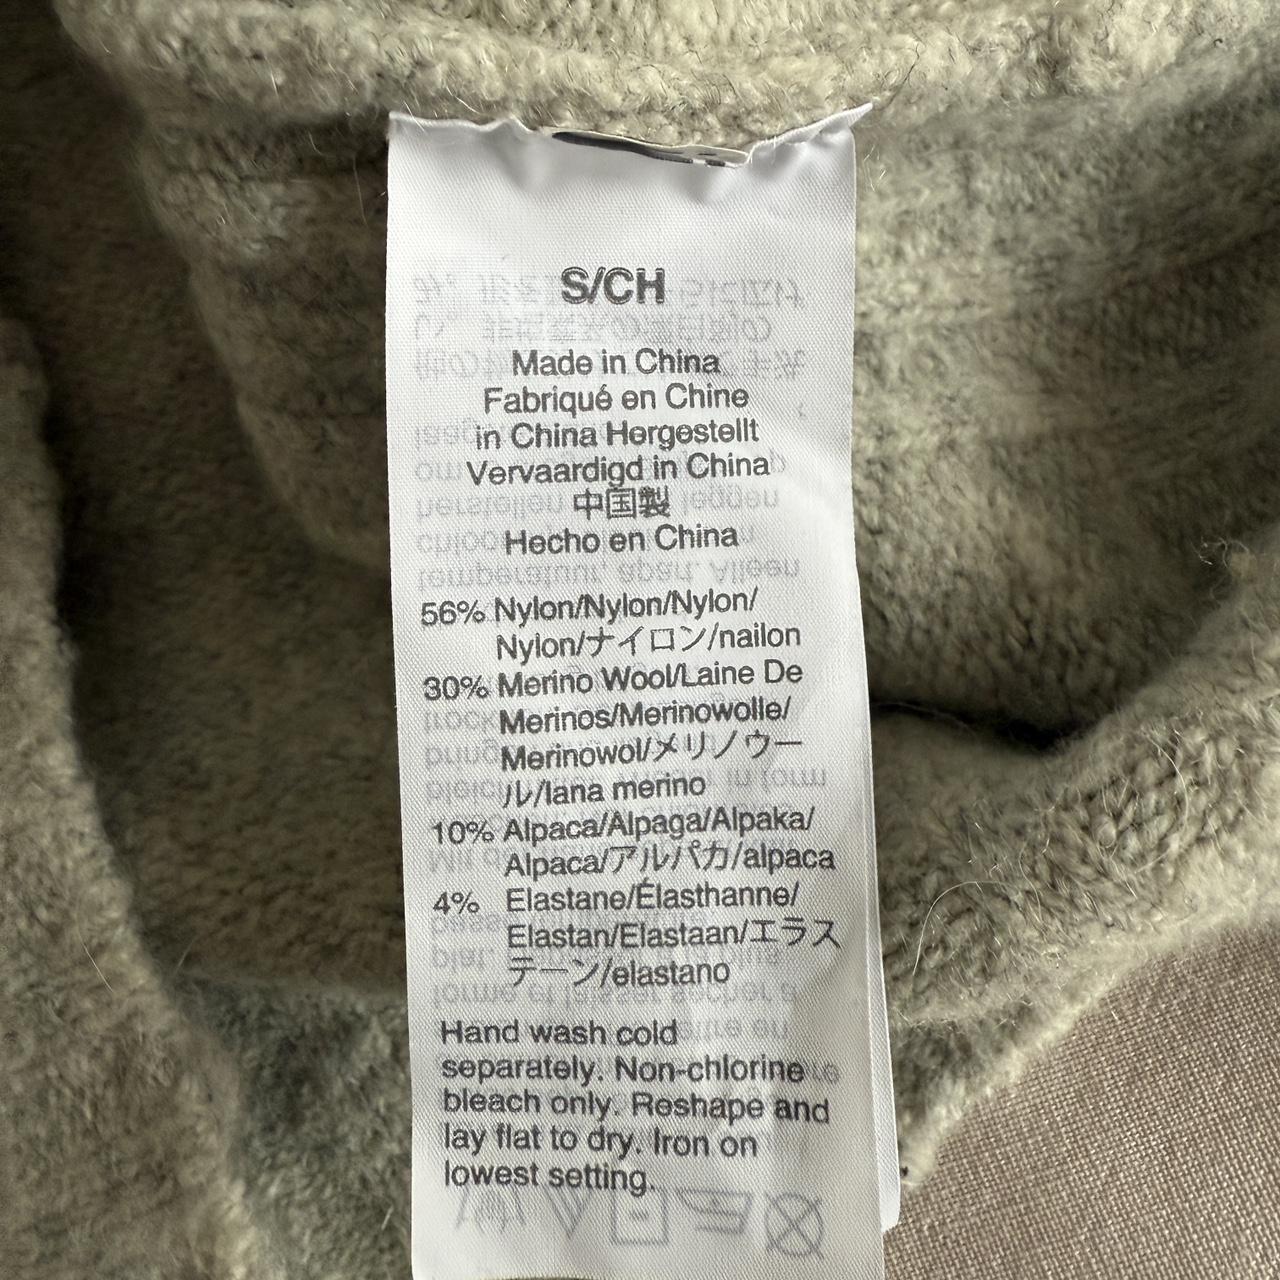 S/CH
Made in China
Fabriqué en Chine
in China Hergestellt
Vervaardigd in China
中国製
Hecho en China
56% Nylon/Nylon/Nylon/
Nylon/ナイロン/nailon
30% Merino Wool/Laine De
Merinos/Merinowolle/
Merinowol/メリノウー
ル/lana merino
10% Alpaca/Alpaga/Alpaka/
Alpaca/アルパカ/alpaca
4% Elastane/Élasthanne/
Elastan/Elastaan/エラス
テーン/elastano
Hand wash cold
separately. Non-chlorine
bleach only. Reshape and
lay flat to dry. Iron on
lowest setting.